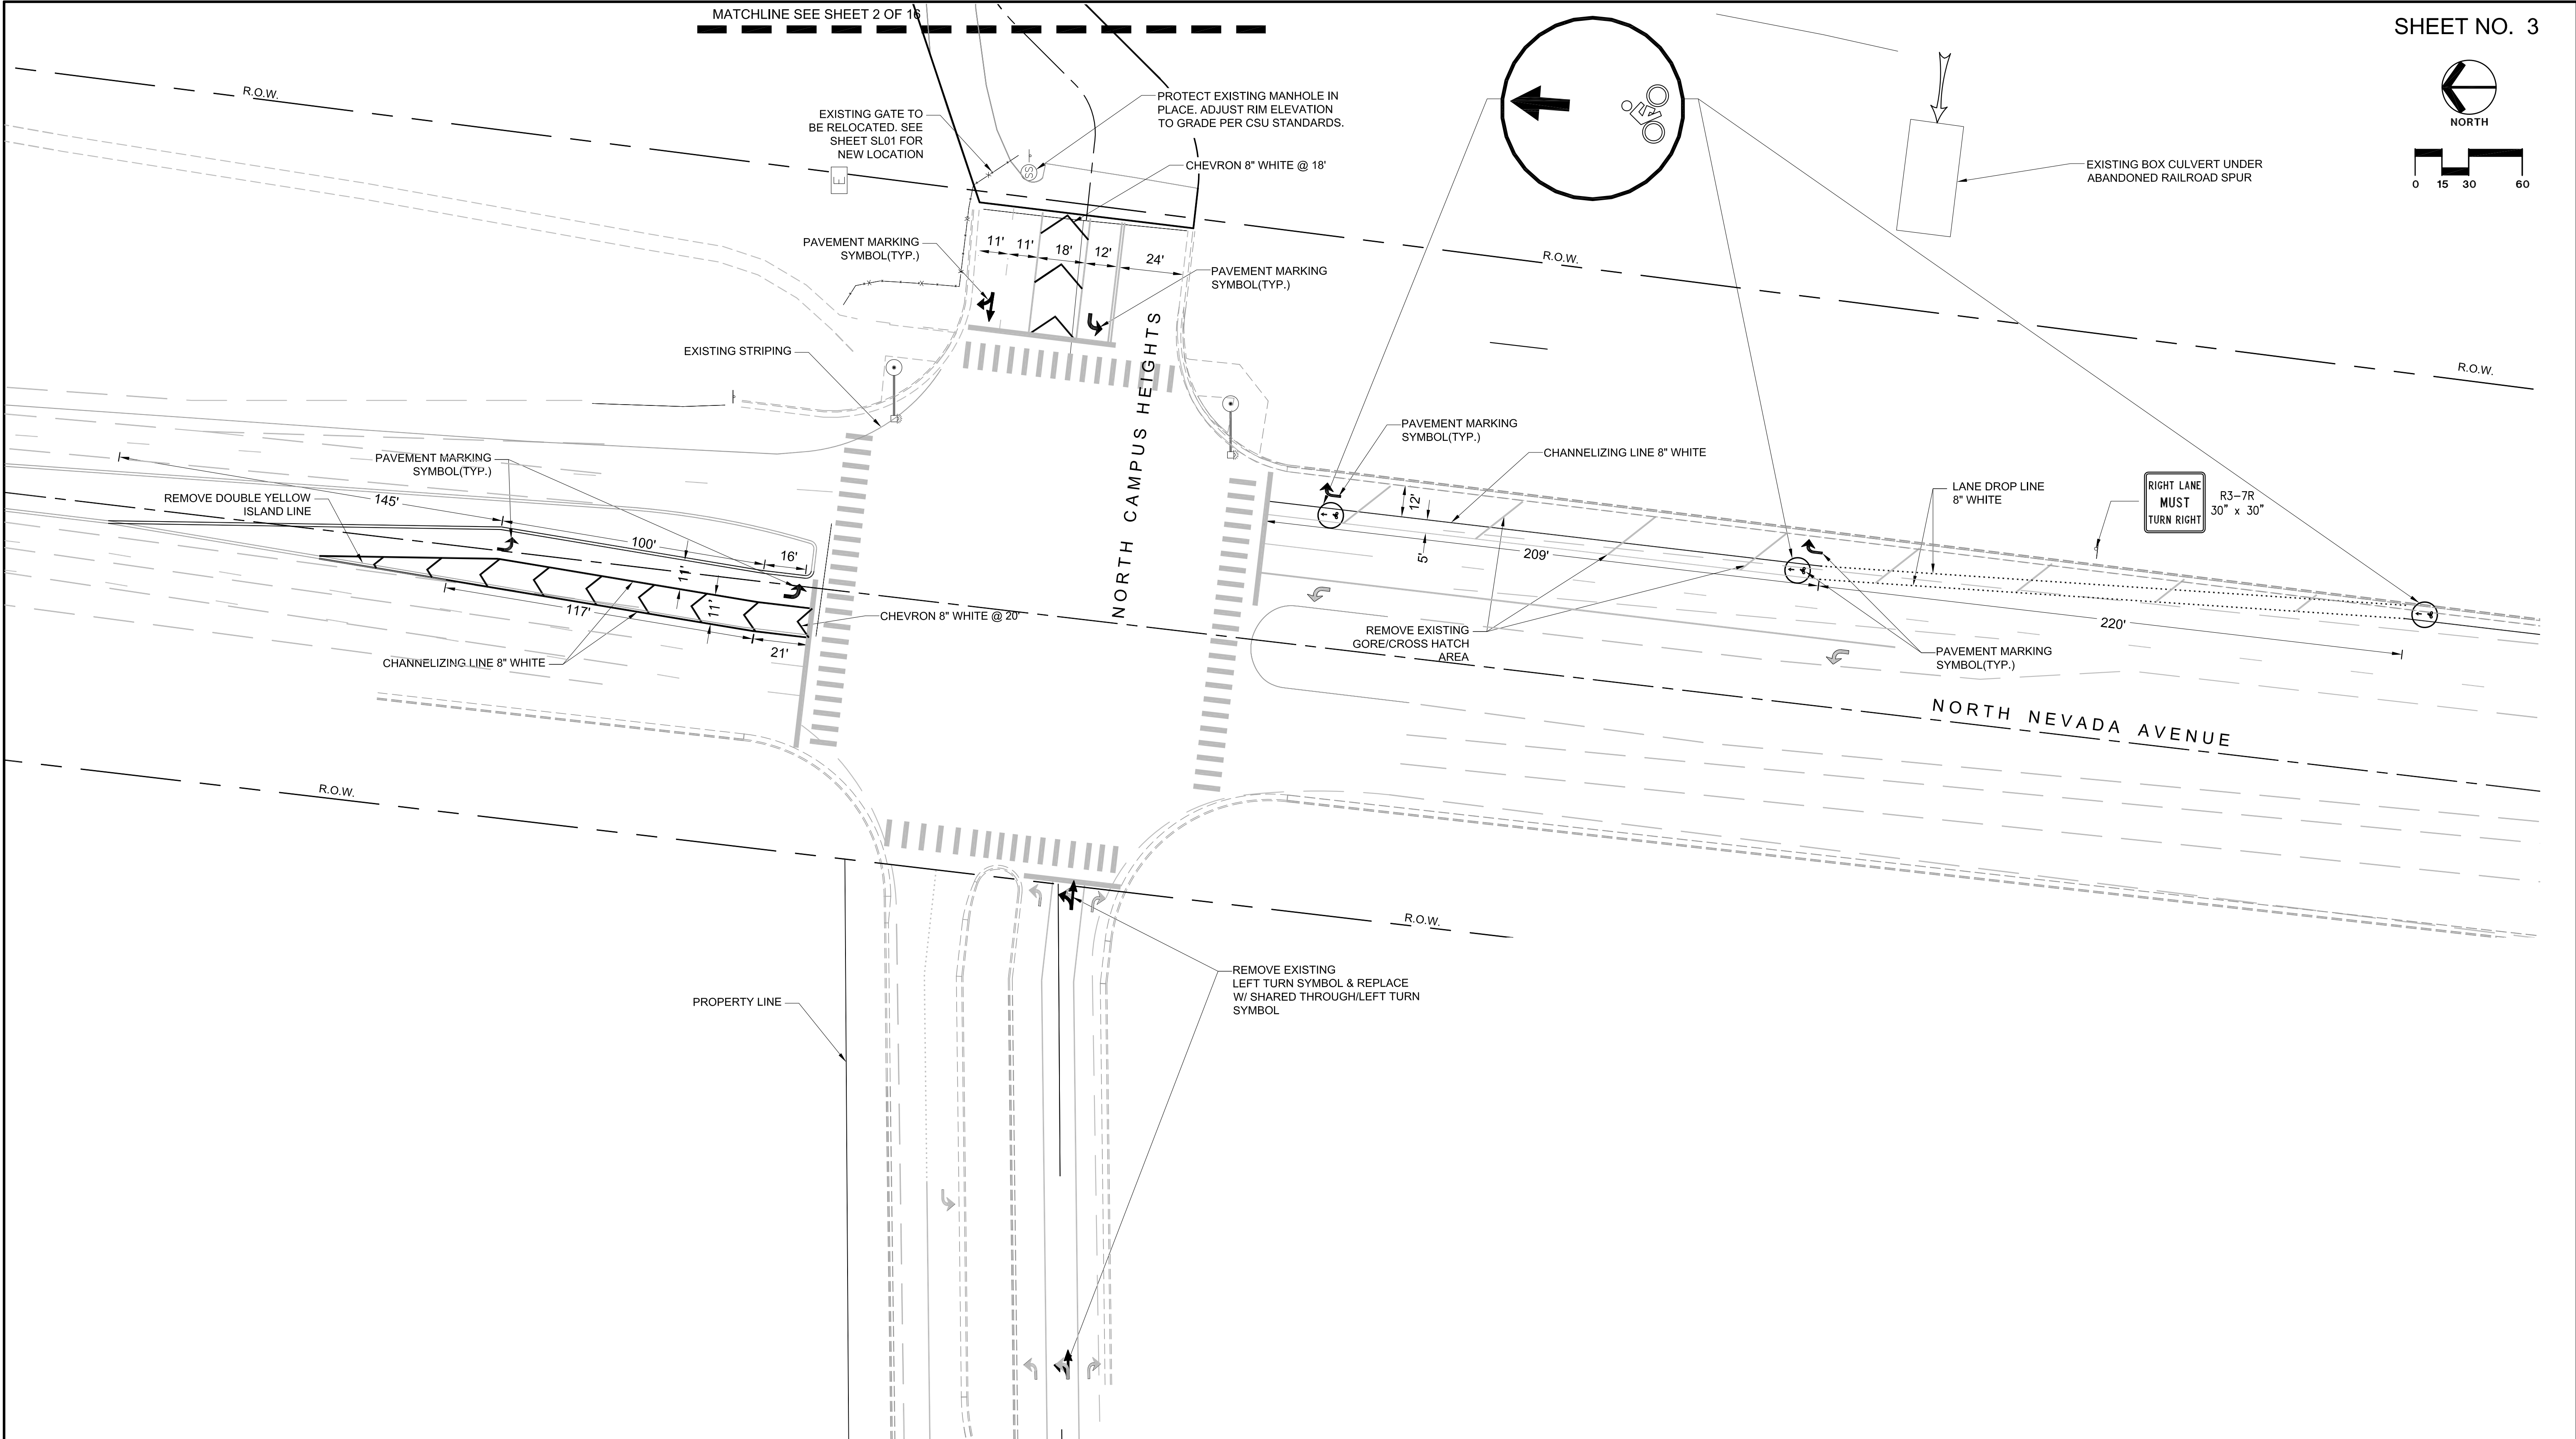 MATCHLINE SEE SHEET 2 OF 16
SHEET NO. 3
NORTH
0 15 30 60
R.O.W.
EXISTING GATE TO
BE RELOCATED. SEE
SHEET SL01 FOR
NEW LOCATION
PROTECT EXISTING MANHOLE IN
PLACE. ADJUST RIM ELEVATION
TO GRADE PER CSU STANDARDS.
CHEVRON 8" WHITE @ 18'
E
SS
EXISTING BOX CULVERT UNDER
ABANDONED RAILROAD SPUR
PAVEMENT MARKING
SYMBOL(TYP.)
11' 11' 18' 12' 24'
PAVEMENT MARKING
SYMBOL(TYP.)
R.O.W.
EXISTING STRIPING
R.O.W.
NORTH CAMPUS HEIGHTS
PAVEMENT MARKING
SYMBOL(TYP.)
145'
REMOVE DOUBLE YELLOW
ISLAND LINE
100'
16'
11'
11'
117'
21'
CHEVRON 8" WHITE @ 20'
CHANNELIZING LINE 8" WHITE
PAVEMENT MARKING
SYMBOL(TYP.)
CHANNELIZING LINE 8" WHITE
12'
5'
209'
LANE DROP LINE
8" WHITE
RIGHT LANE
MUST
TURN RIGHT
R3-7R
30" x 30"
REMOVE EXISTING
GORE/CROSS HATCH
AREA
220'
PAVEMENT MARKING
SYMBOL(TYP.)
NORTH NEVADA AVENUE
R.O.W.
R.O.W.
REMOVE EXISTING
LEFT TURN SYMBOL & REPLACE
W/ SHARED THROUGH/LEFT TURN
SYMBOL
PROPERTY LINE